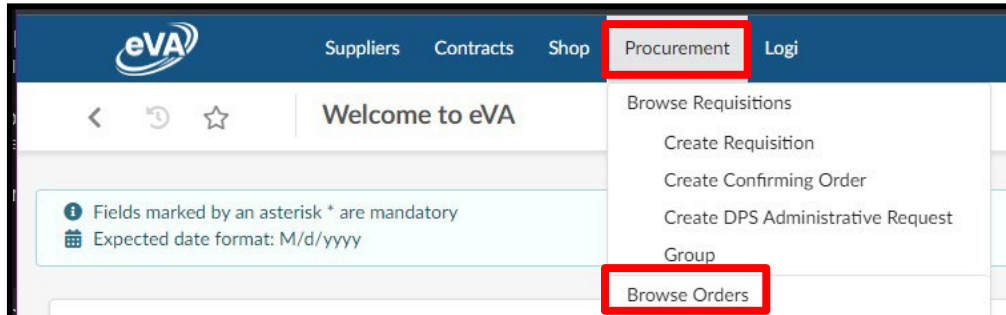 eVA Suppliers Contracts Shop Procurement Logi
Welcome to eVA
Browse Requisitions
Create Requisition
Create Confirming Order
Create DPS Administrative Request
Group
Browse Orders
Fields marked by an asterisk * are mandatory
Expected date format: M/d/yyyy